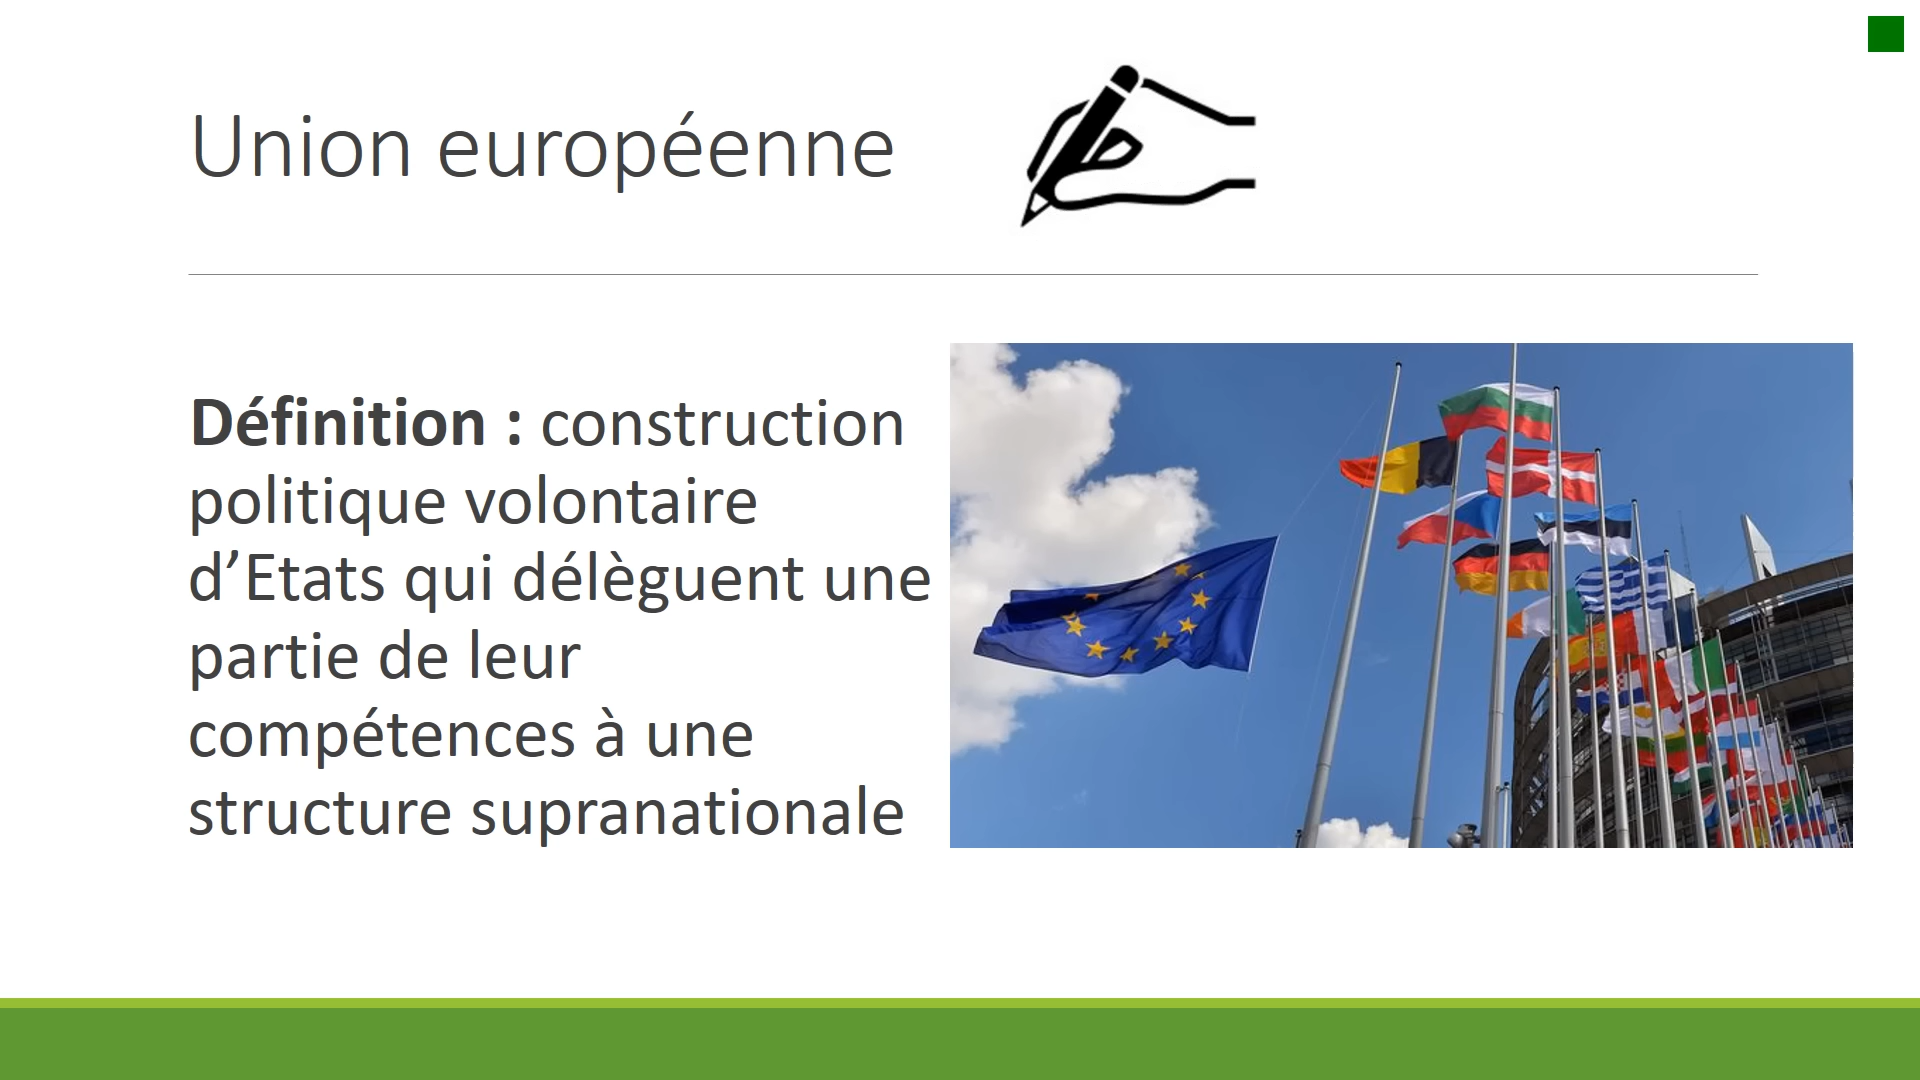 Union européenne
Définition : construction
politique volontaire
d’Etats qui délèguent une
partie de leur
compétences à une
structure supranationale